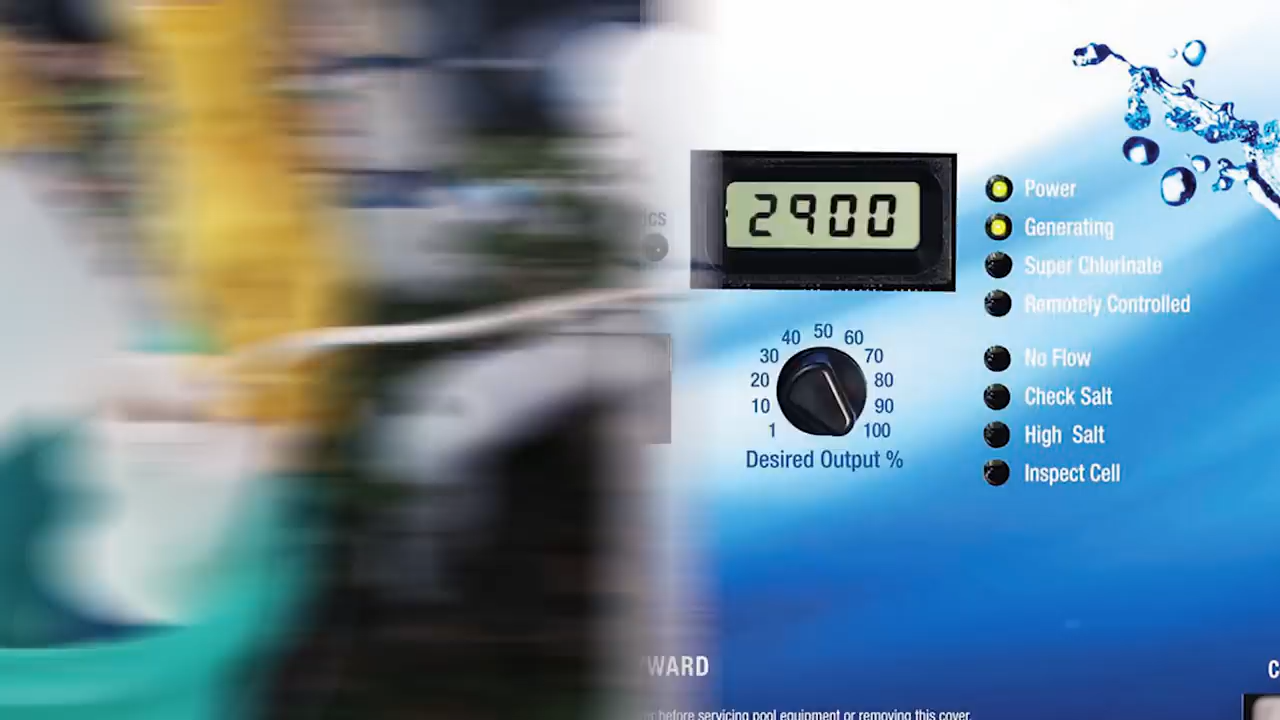 ICS
2900
Power
Generating
Super Chlorinate
Remotely Controlled
No Flow
Check Salt
High Salt
Inspect Cell
1 10 20 30 40 50 60 70 80 90 100
Desired Output %
WARD
before servicing pool equipment or removing this cover.
C